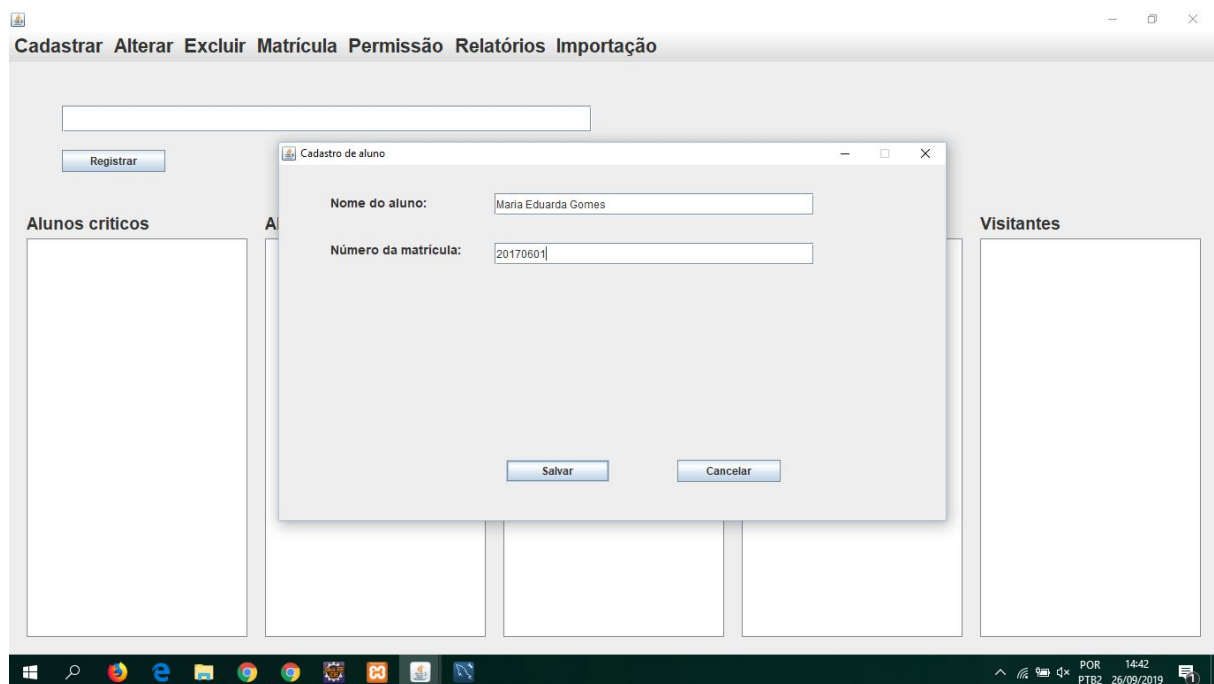 Cadastrar Alterar Excluir Matrícula Permissão Relatórios Importação
Registrar
Cadastro de aluno
Nome do aluno:
Maria Eduarda Gomes
Número da matrícula:
20170601
Alunos criticos
Visitantes
Salvar
Cancelar
POR
14:42
PTB2
26/09/2019
1